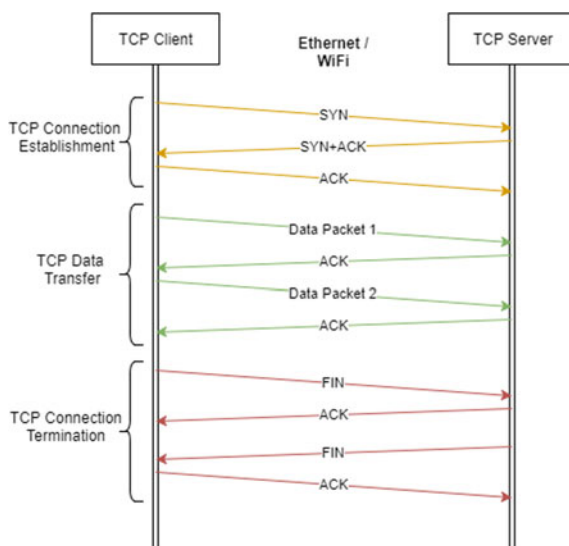 TCP Client
Ethernet /
WiFi
TCP Server
TCP Connection
Establishment
SYN
SYN+ACK
ACK
TCP Data
Transfer
Data Packet 1
ACK
Data Packet 2
ACK
TCP Connection
Termination
FIN
ACK
FIN
ACK